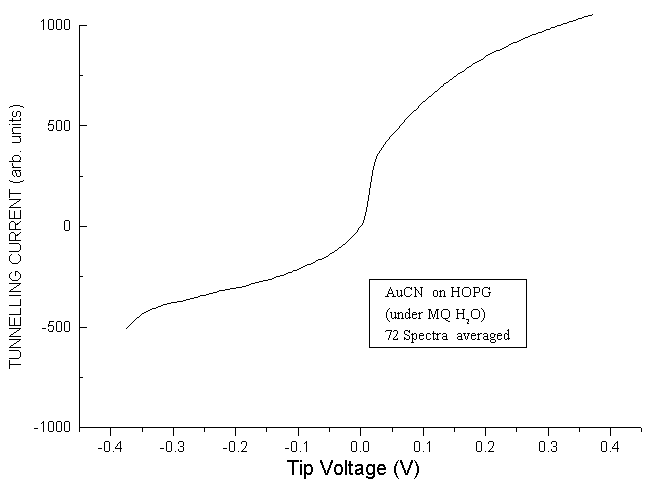 1000
500
0
-500
-1000
TUNNELLING CURRENT (arb. units)
AuCN on HOPG
(under MQ H₂O)
72 Spectra averaged
-0.4 -0.3 -0.2 -0.1 0.0 0.1 0.2 0.3 0.4
Tip Voltage (V)